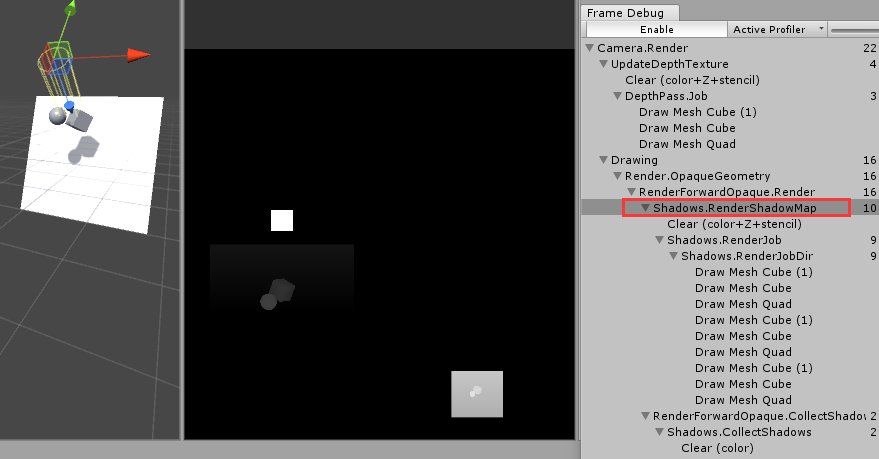 Frame Debug
Enable
Active Profiler
Camera.Render 22
UpdateDepthTexture 4
Clear (color+Z+stencil)
DepthPass.Job 3
Draw Mesh Cube (1)
Draw Mesh Cube
Draw Mesh Quad
Drawing 16
Render.OpaqueGeometry 16
RenderForwardOpaque.Render 16
Shadows.RenderShadowMap 10
Clear (color+Z+stencil)
Shadows.RenderJob 9
Shadows.RenderJobDir 9
Draw Mesh Cube (1)
Draw Mesh Cube
Draw Mesh Quad
Draw Mesh Cube (1)
Draw Mesh Cube
Draw Mesh Quad
Draw Mesh Cube (1)
Draw Mesh Cube
Draw Mesh Quad
RenderForwardOpaque.CollectShadow 2
Shadows.CollectShadows 2
Clear (color)